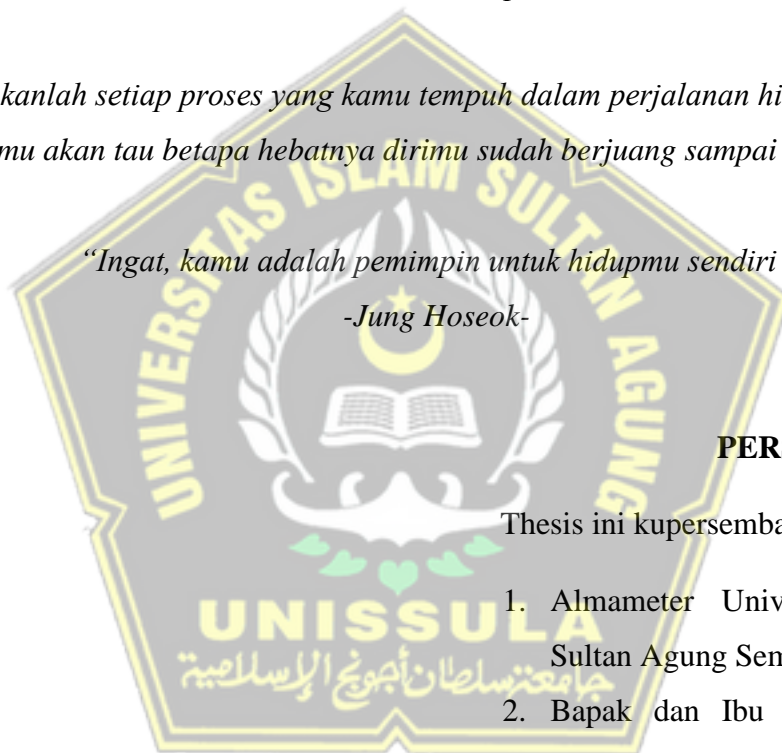 kanlah setiap proses yang kamu tempuh dalam perjalanan hi
mu akan tau betapa hebatnya dirimu sudah berjuang sampai
UNIVERSITAS ISLAM SULTAN AGUNG
“Ingat, kamu adalah pemimpin untuk hidupmu sendiri
-Jung Hoseok-
PER
Thesis ini kupersemba
1. Almameter Univ
Sultan Agung Sem
2. Bapak dan Ibu
UNISSULA
جامعة سلطان أجونج الإسلامية